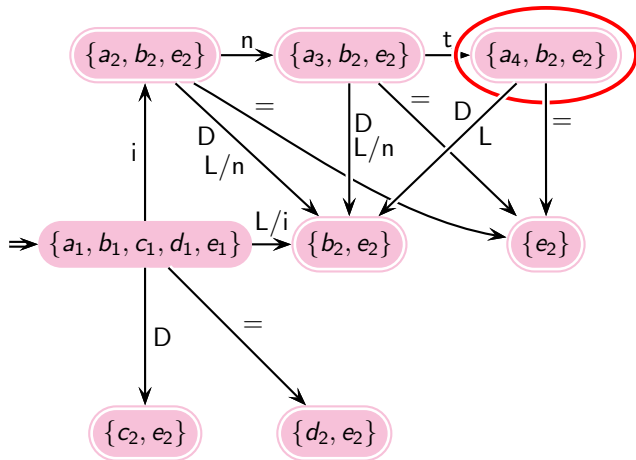 {a₂, b₂, e₂} n {a₃, b₂, e₂} t {a₄, b₂, e₂}
= = D =
D D L
L/n L/n
i
{a₁, b₁, c₁, d₁, e₁} L/i {b₂, e₂} {e₂}
D =
{c₂, e₂} {d₂, e₂}